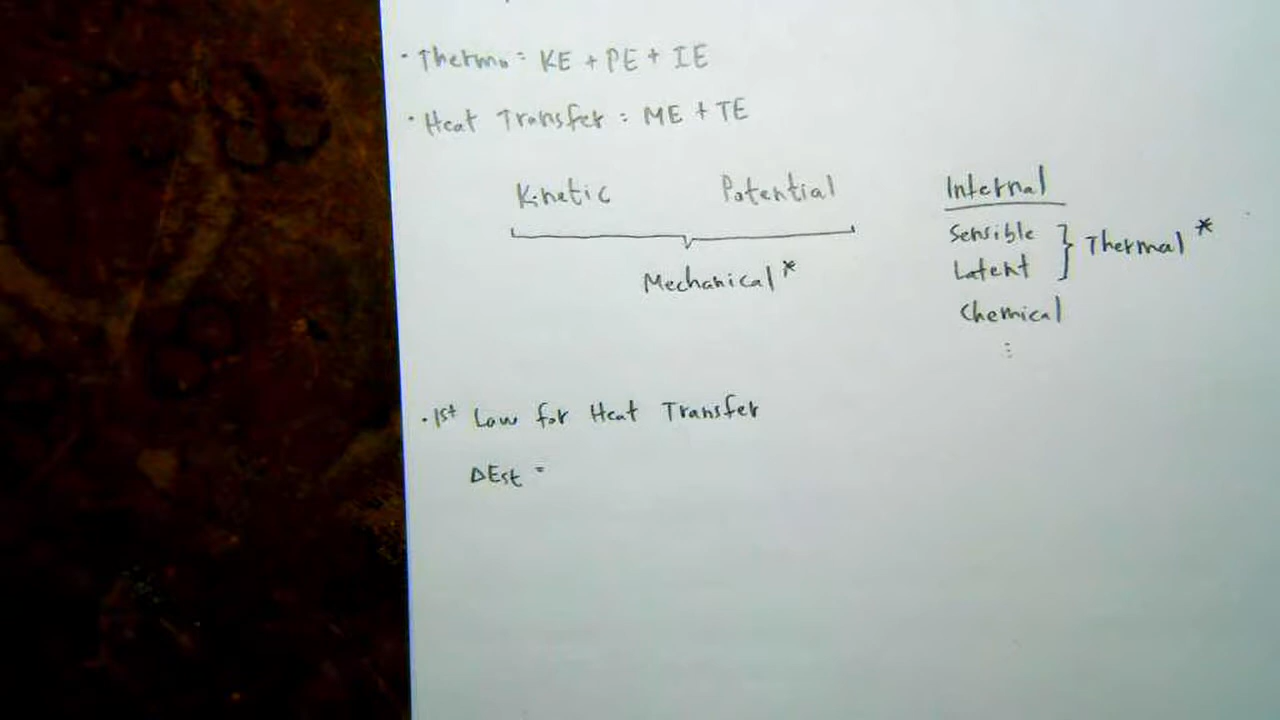 · Thermo = KE + PE + IE
· Heat Transfer : ME + TE
Kinetic Potential
Mechanical*
Internal
Sensible
Latent } Thermal*
Chemical
⋮
· 1st Law for Heat Transfer
ΔEst =